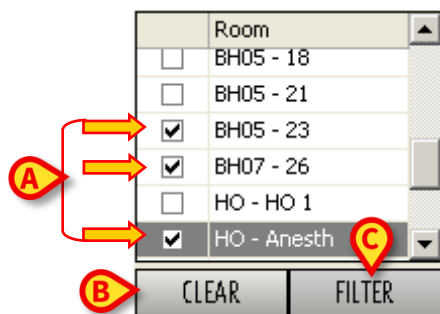 Room
BH05 - 18
BH05 - 21
BH05 - 23
A
BH07 - 26
HO - HO 1
HO - Anesth
C
B
CLEAR
FILTER